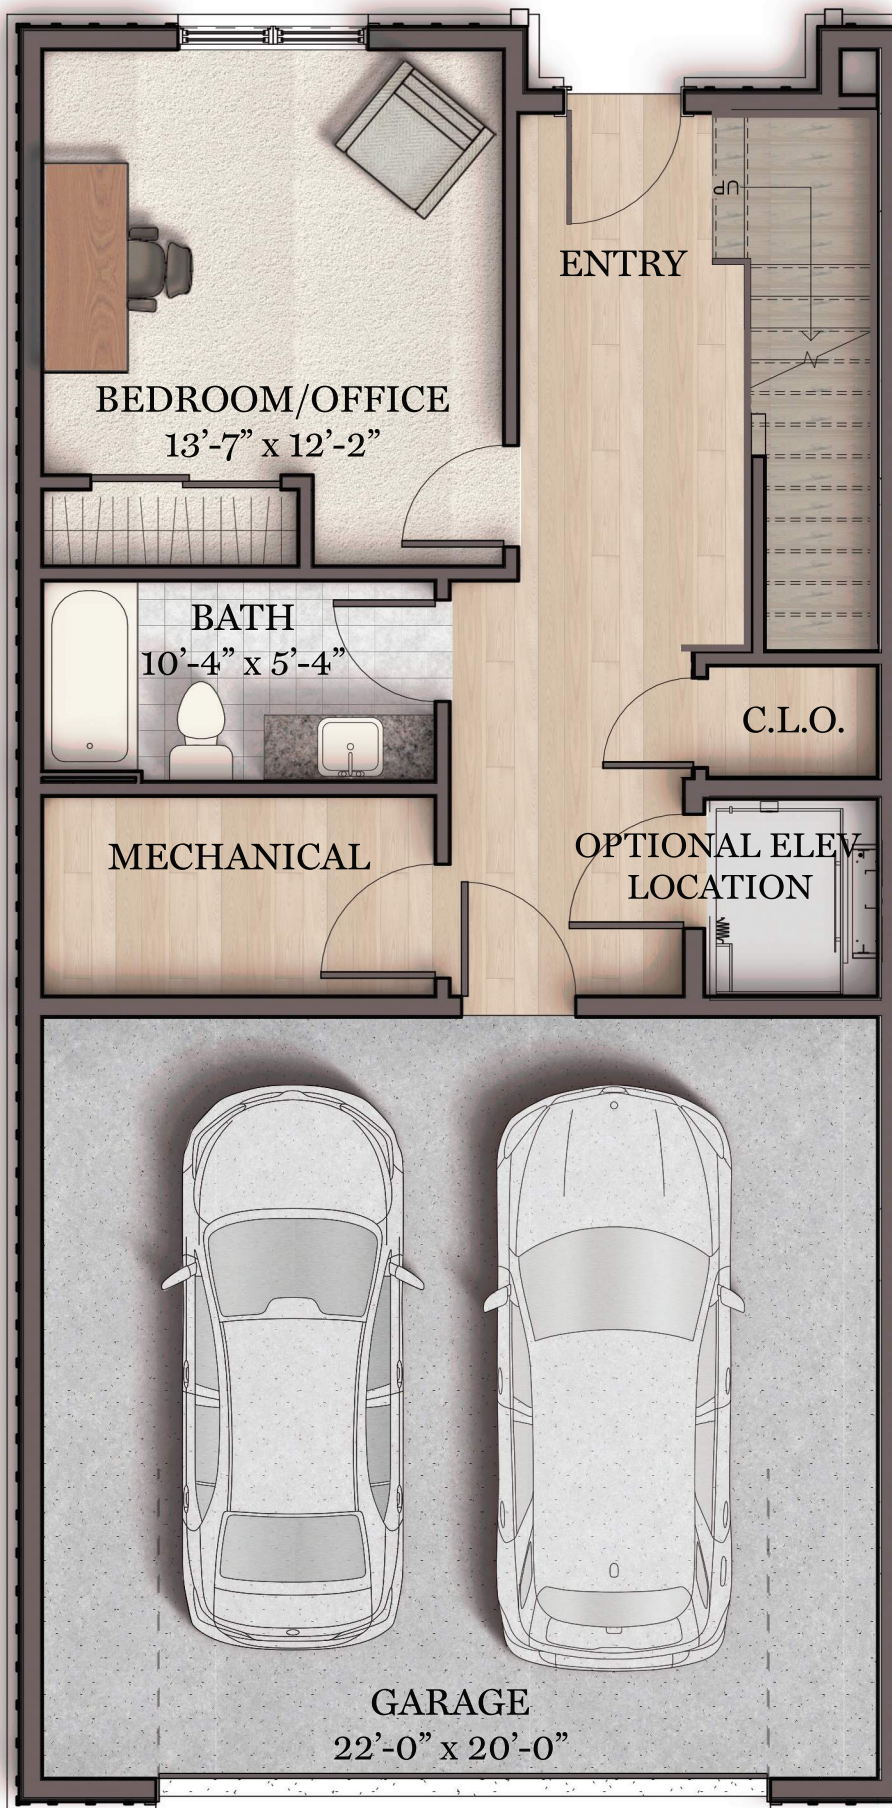 UP
ENTRY
BEDROOM/OFFICE
13'-7" x 12'-2"
BATH
10'-4" x 5'-4"
C.L.O.
MECHANICAL
OPTIONAL ELEV.
LOCATION
GARAGE
22'-0" x 20'-0"